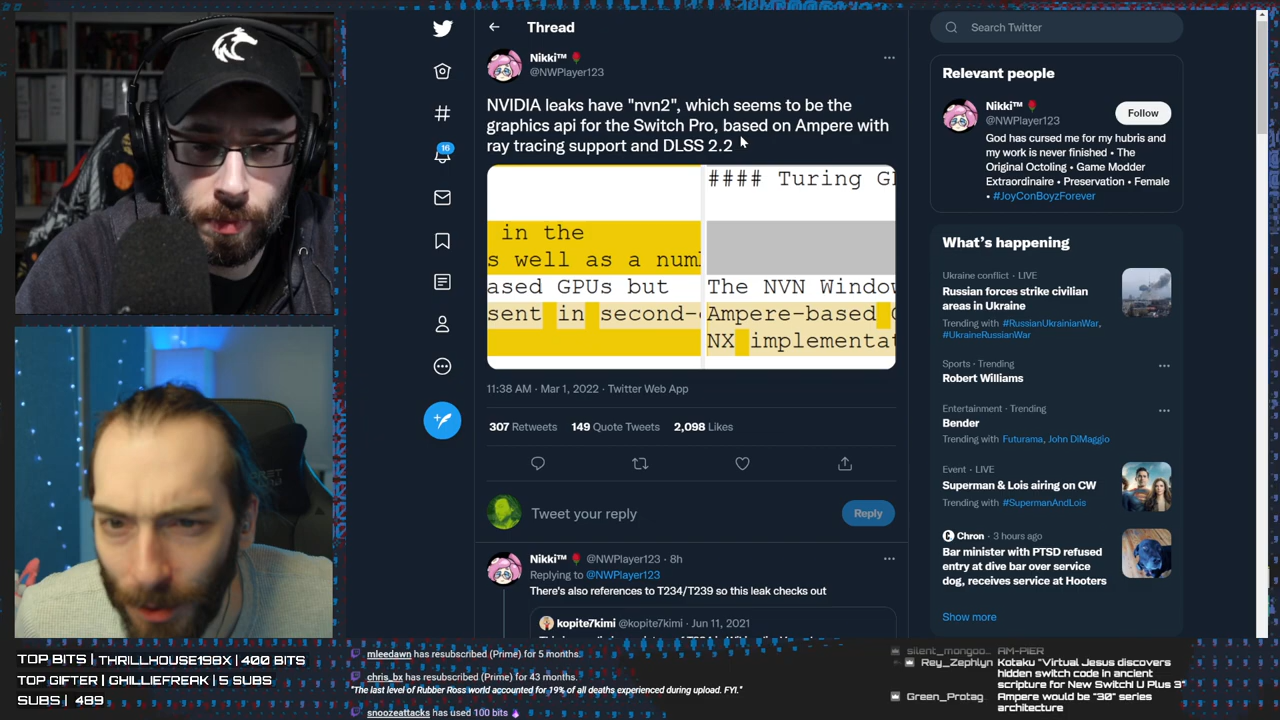 Thread
Nikki™
@NWPlayer123
NVIDIA leaks have "nvn2", which seems to be the
graphics api for the Switch Pro, based on Ampere with
ray tracing support and DLSS 2.2
in the
s well as a num
ased GPUs but
sent in second-
#### Turing G
The NVN Window
Ampere-based
NX implementat
11:38 AM · Mar 1, 2022 · Twitter Web App
307 Retweets 149 Quote Tweets 2,098 Likes
Tweet your reply
Reply
Nikki™ @NWPlayer123 · 8h
Replying to @NWPlayer123
There's also references to T234/T239 so this leak checks out
kopite7kimi @kopite7kimi · Jun 11, 2021
16
Search Twitter
Relevant people
Nikki™
@NWPlayer123
Follow
God has cursed me for my hubris and
my work is never finished • The
Original Octoling • Game Modder
Extraordinaire • Preservation • Female
• #JoyConBoyzForever
What's happening
Ukraine conflict · LIVE
Russian forces strike civilian
areas in Ukraine
Trending with #RussianUkrainianWar,
#UkraineRussianWar
Sports · Trending
Robert Williams
Entertainment · Trending
Bender
Trending with Futurama, John DiMaggio
Event · LIVE
Superman & Lois airing on CW
Trending with #SupermanAndLois
Chron · 3 hours ago
Bar minister with PTSD refused
entry at dive bar over service
dog, receives service at Hooters
Show more
TOP BITS | THRILLHOUSE198X | 400 BITS
TOP GIFTER | GHILLIEFREAK | 5 SUBS
SUBS | 489
mleedawn has resubscribed (Prime) for 5 months.
chris_bx has resubscribed (Prime) for 43 months.
"The last level of Rubber Ross world accounted for 19% of all deaths experienced during upload. FYI."
snoozeattacks has used 100 bits
silent_mongoo... AM-PIER
Rey_Zephlyn Kotaku "Virtual Jesus discovers
hidden switch code in ancient
scripture for New Switch! U Plus 3"
Green_Protag Ampere would be "30" series
architecture